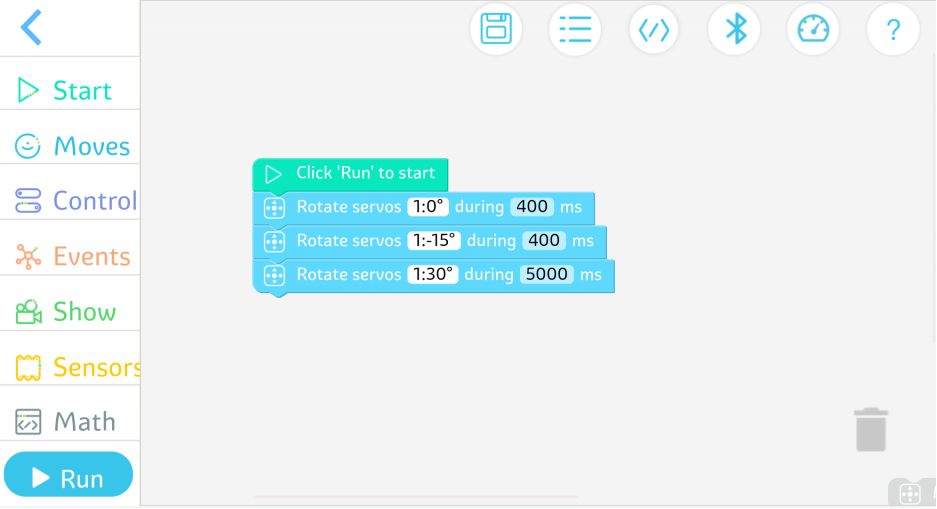 ?
Start
Moves
Control
Events
Show
Sensors
Math
Run
Click 'Run' to start
Rotate servos 1:0° during 400 ms
Rotate servos 1:-15° during 400 ms
Rotate servos 1:30° during 5000 ms